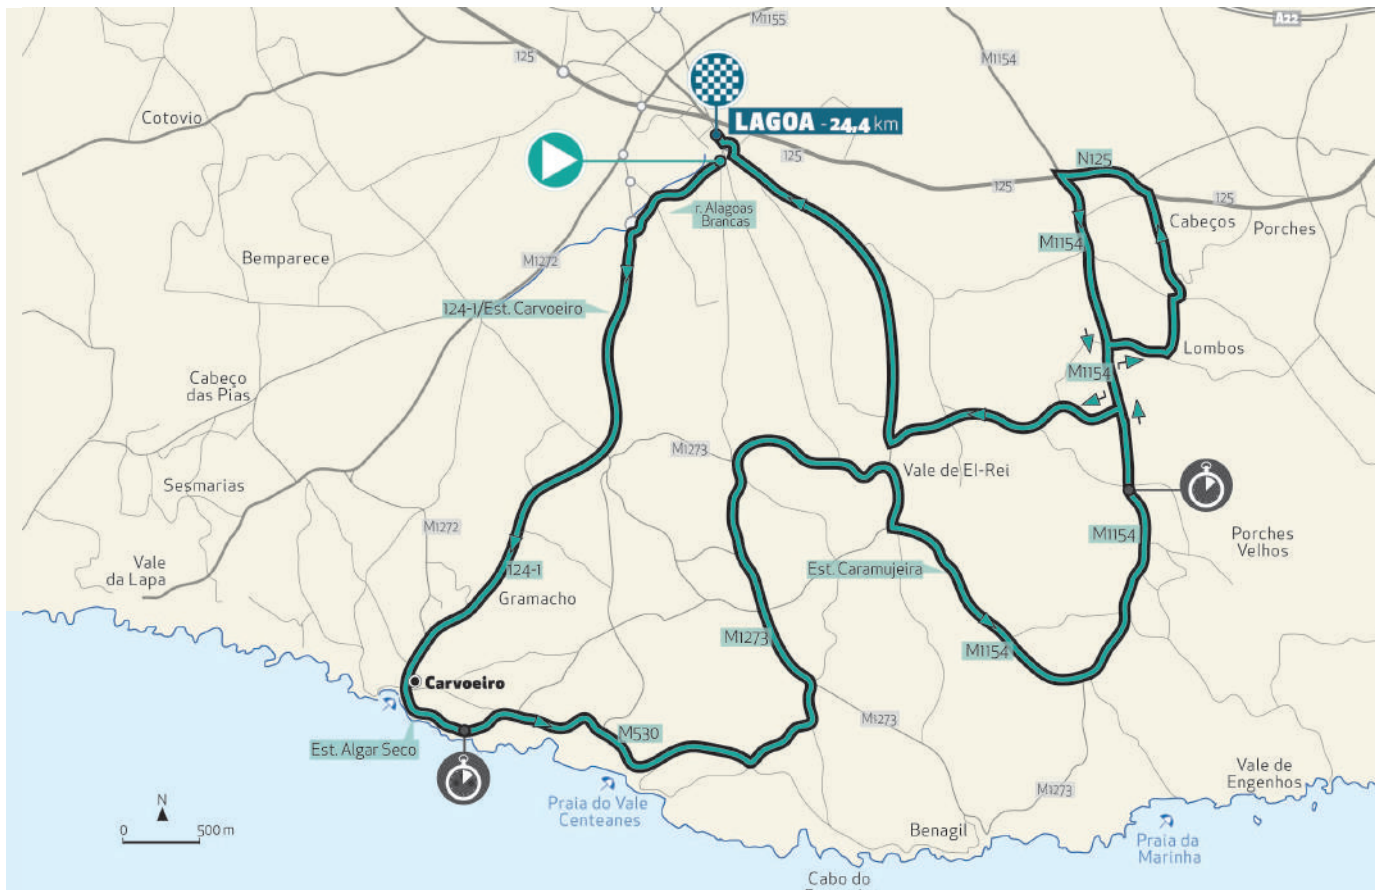 M1155
A22
125
M1154
Cotovio
LAGOA - 24,4 km
125
N125
125
125
r. Alagoas
Brancas
Cabeços
Porches
M1154
Bemparece
M1272
124-1/Est. Carvoeiro
Lombos
M1154
Cabeço
das Pias
M1273
Vale de El-Rei
Sesmarias
M1272
M1154
Porches
Velhos
Vale
da Lapa
124-1
Est. Caramujeira
Gramacho
M1273
M1154
Carvoeiro
M1273
M530
Est. Algar Seco
Vale de
Engenhos
M1273
Praia do Vale
Centeanes
N
0 500 m
Benagil
Praia da
Marinha
Cabo do